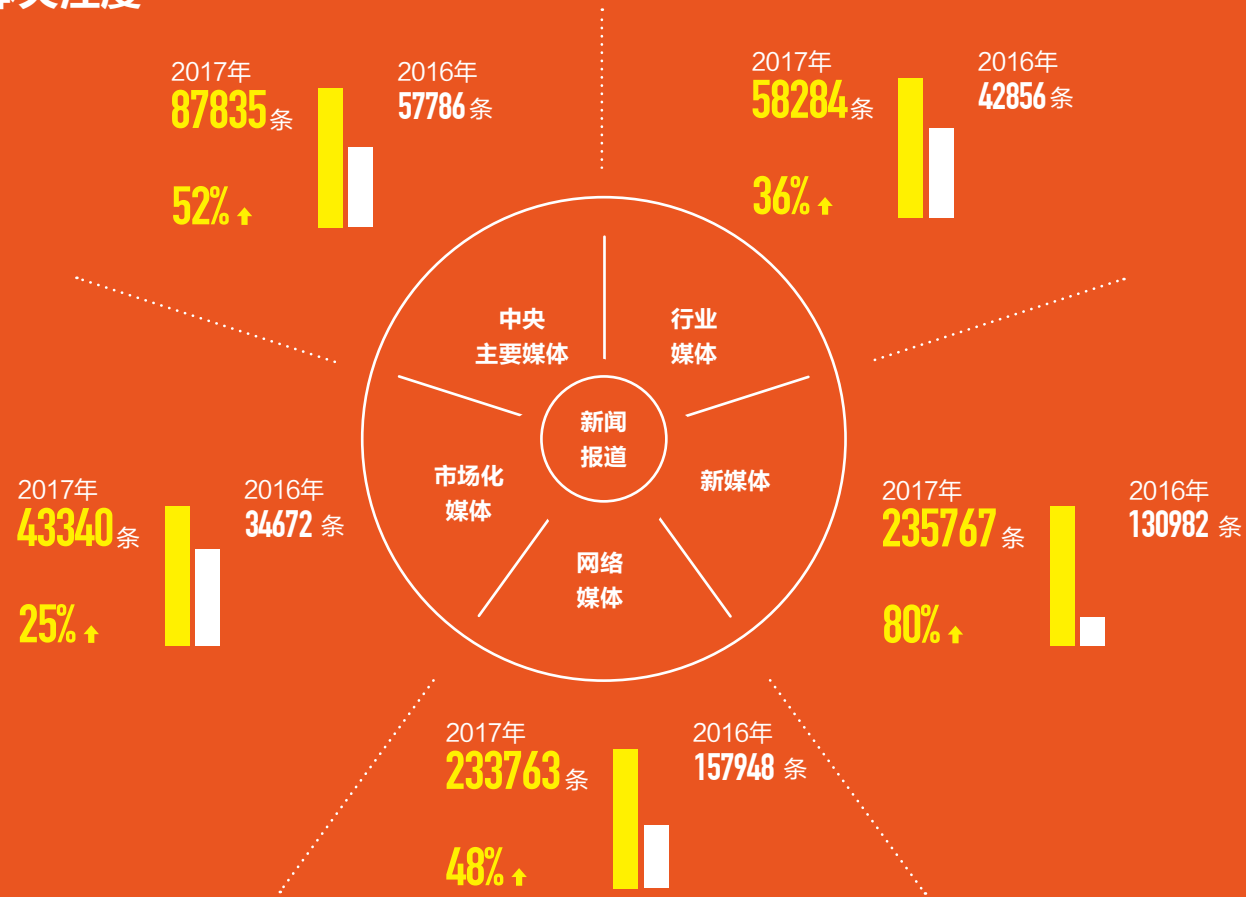 2017年
87835条
52%
2016年
57786条
2017年
58284条
36%
2016年
42856条
中央
主要媒体
行业
媒体
新闻
报道
市场化
媒体
新媒体
网络
媒体
2017年
43340条
25%
2016年
34672 条
2017年
235767 条
80%
2016年
130982 条
2017年
233763条
48%
2016年
157948 条